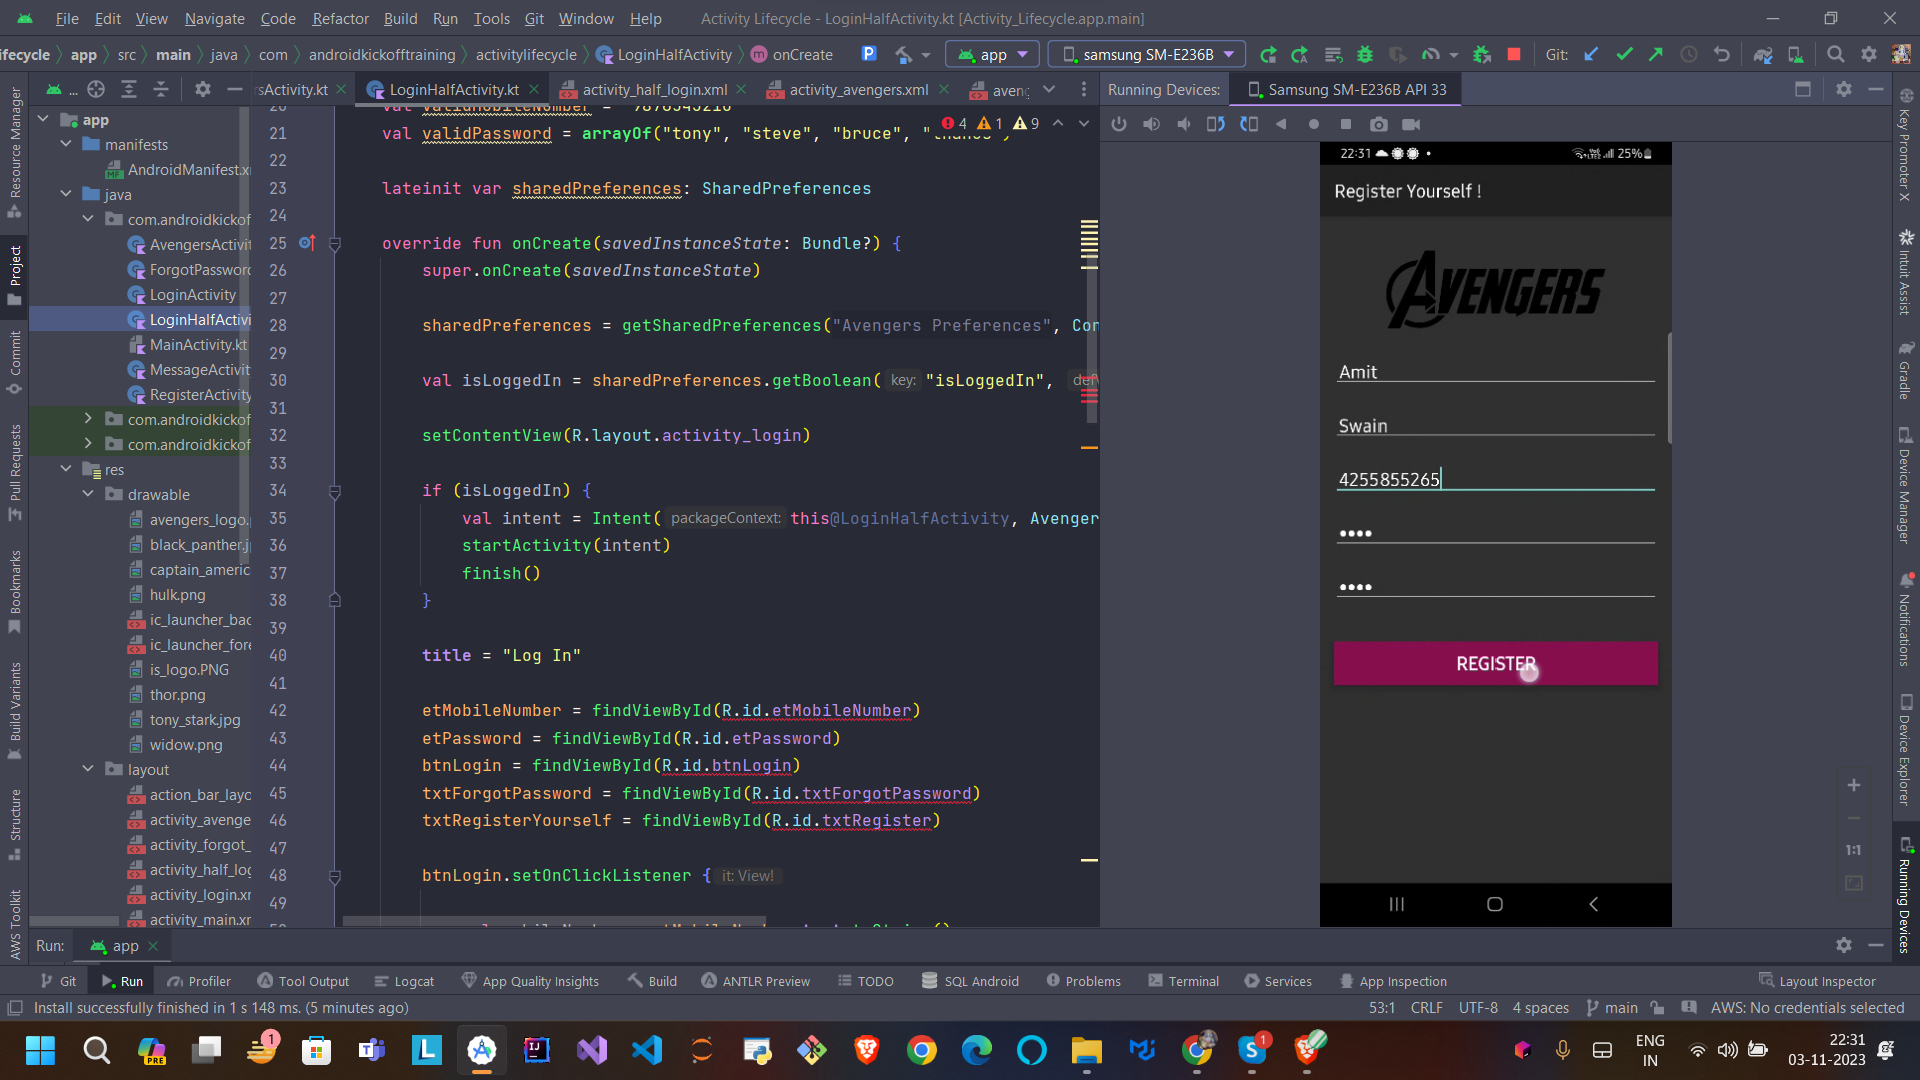 File Edit View Navigate Code Refactor Build Run Tools Git Window Help Activity Lifecycle - LoginHalfActivity.kt [Activity_Lifecycle.app.main]
ifecycle app src main java com androidkickofftraining activitylifecycle LoginHalfActivity m onCreate P app samsung SM-E236B Git:
... rsActivity.kt LoginHalfActivity.kt activity_half_login.xml activity_avengers.xml aveng Running Devices: Samsung SM-E236B API 33
4 1 9
app
manifests
AndroidManifest.x
java
com.androidkickof
AvengersActivit
ForgotPassword
LoginActivity
LoginHalfActivi
MainActivity.kt
MessageActivit
RegisterActivity
com.androidkickof
com.androidkickof
res
drawable
avengers_logo.
black_panther.j
captain_americ
hulk.png
ic_launcher_bac
ic_launcher_fore
is_logo.PNG
thor.png
tony_stark.jpg
widow.png
layout
action_bar_layo
activity_avenge
activity_forgot_
activity_half_log
activity_login.xr
activity_main.xr
21 val validPassword = arrayOf("tony", "steve", "bruce",
22
23 lateinit var sharedPreferences: SharedPreferences
24
25 override fun onCreate(savedInstanceState: Bundle?) {
26 super.onCreate(savedInstanceState)
27
28 sharedPreferences = getSharedPreferences("Avengers Preferences", Con
29
30 val isLoggedIn = sharedPreferences.getBoolean( key: "isLoggedIn", def
31
32 setContentView(R.layout.activity_login)
33
34 if (isLoggedIn) {
35 val intent = Intent( packageContext: this@LoginHalfActivity, Avenger
36 startActivity(intent)
37 finish()
38 }
39
40 title = "Log In"
41
42 etMobileNumber = findViewById(R.id.etMobileNumber)
43 etPassword = findViewById(R.id.etPassword)
44 btnLogin = findViewById(R.id.btnLogin)
45 txtForgotPassword = findViewById(R.id.txtForgotPassword)
46 txtRegisterYourself = findViewById(R.id.txtRegister)
47
48 btnLogin.setOnClickListener { it: View!
49
22:31 25%
Register Yourself !
AVENGERS
Amit
Swain
4255855265
••••
••••
REGISTER
1:1
Resource Manager
Project
Commit
Pull Requests
Bookmarks
Build Variants
Structure
AWS Toolkit
Key Promoter X
Intuit Assist
Gradle
Device Manager
Notifications
Device Explorer
Running Devices
Run: app
Git Run Profiler Tool Output Logcat App Quality Insights Build ANTLR Preview TODO SQL Android Problems Terminal Services App Inspection Layout Inspector
Install successfully finished in 1 s 148 ms. (5 minutes ago) 53:1 CRLF UTF-8 4 spaces main AWS: No credentials selected
PRE 1 L 1 ENG IN 22:31
03-11-2023